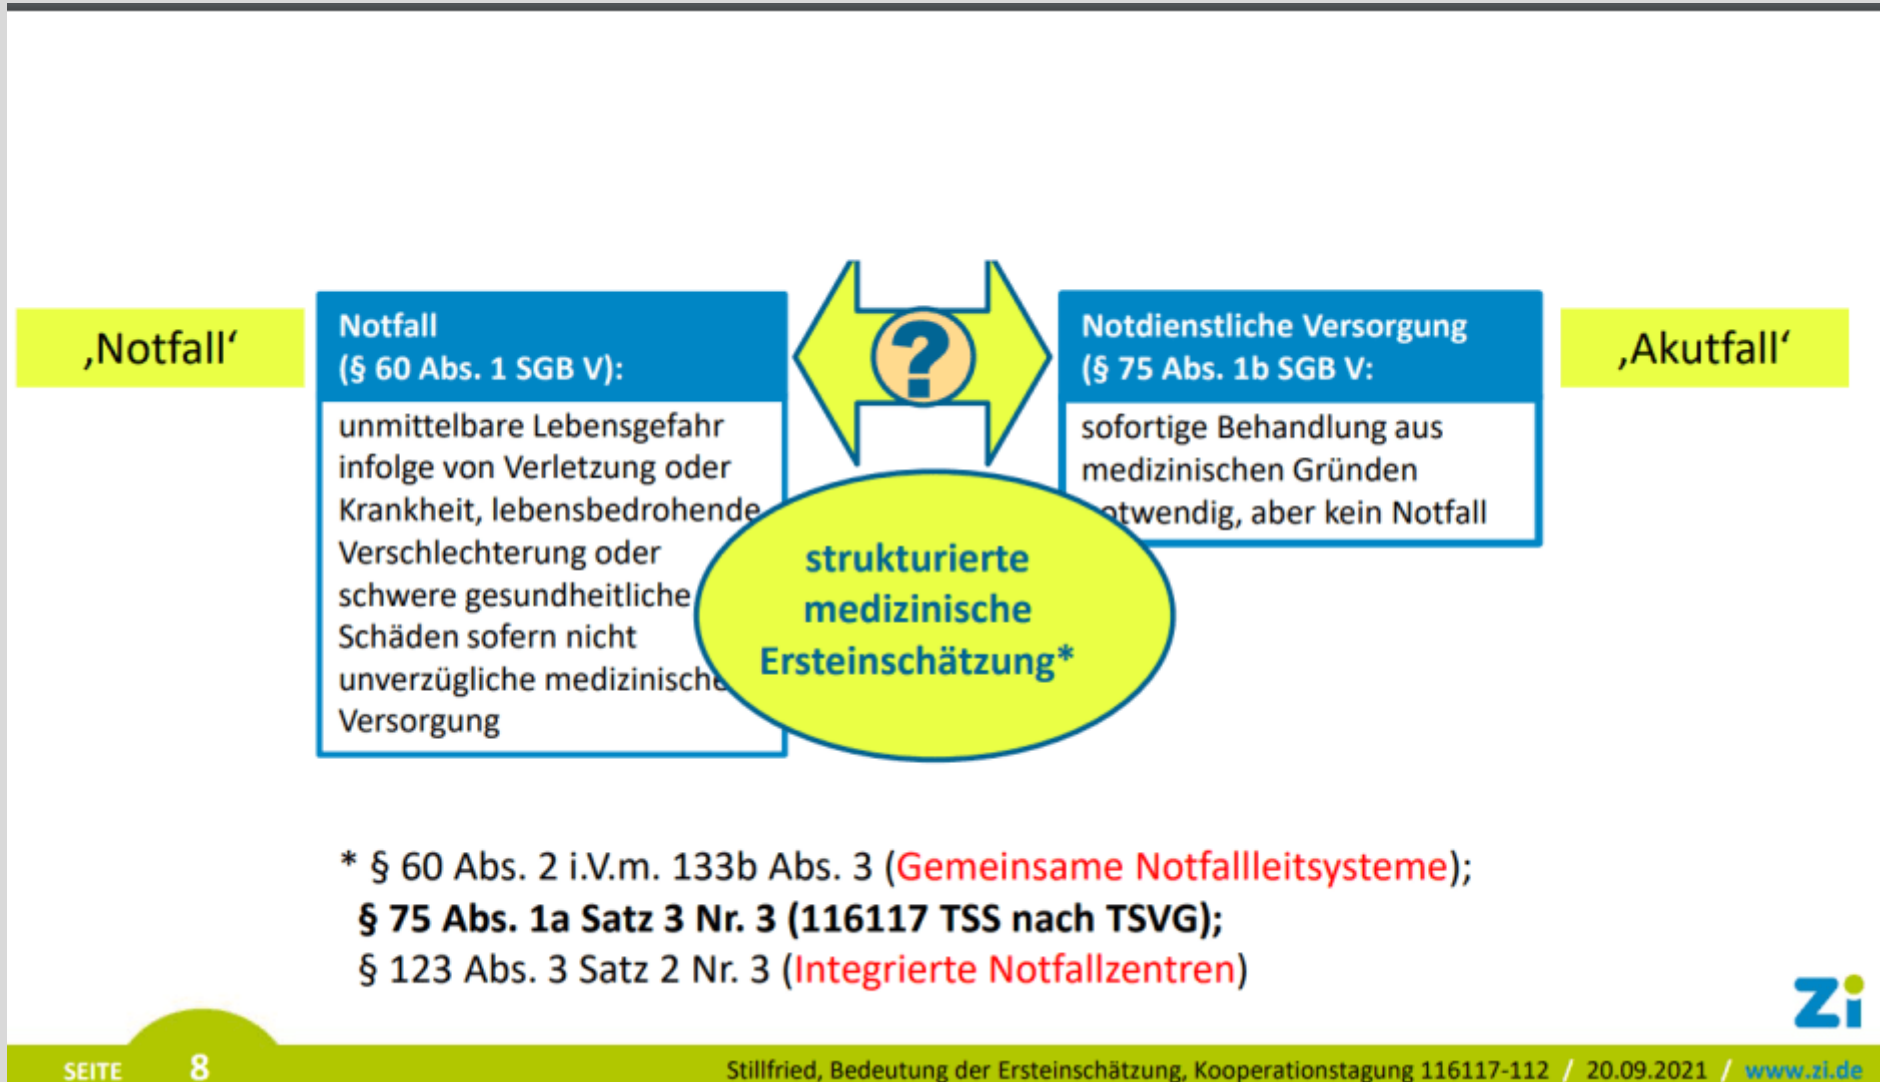 ‚Notfall‘
Notfall
(§ 60 Abs. 1 SGB V):
unmittelbare Lebensgefahr
infolge von Verletzung oder
Krankheit, lebensbedrohende
Verschlechterung oder
schwere gesundheitliche
Schäden sofern nicht
unverzügliche medizinische
Versorgung
?
Notdienstliche Versorgung
(§ 75 Abs. 1b SGB V:
sofortige Behandlung aus
medizinischen Gründen
notwendig, aber kein Notfall
‚Akutfall‘
strukturierte
medizinische
Ersteinschätzung*
* § 60 Abs. 2 i.V.m. 133b Abs. 3 (Gemeinsame Notfallleitsysteme);
§ 75 Abs. 1a Satz 3 Nr. 3 (116117 TSS nach TSVG);
§ 123 Abs. 3 Satz 2 Nr. 3 (Integrierte Notfallzentren)
Zi
SEITE 8
Stillfried, Bedeutung der Ersteinschätzung, Kooperationstagung 116117-112 / 20.09.2021 / www.zi.de